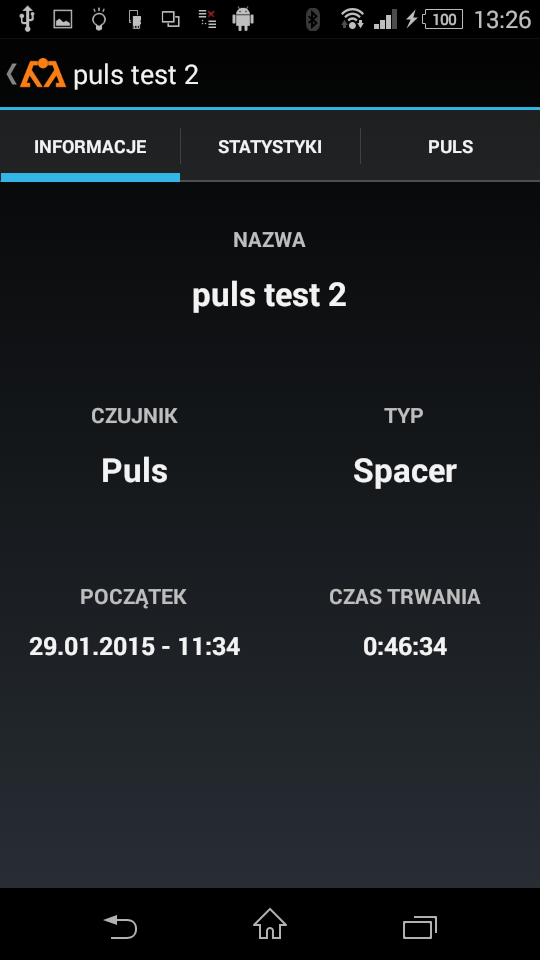 100 13:26
puls test 2
INFORMACJE STATYSTYKI PULS
NAZWA
puls test 2
CZUJNIK TYP
Puls Spacer
POCZĄTEK CZAS TRWANIA
29.01.2015 - 11:34 0:46:34